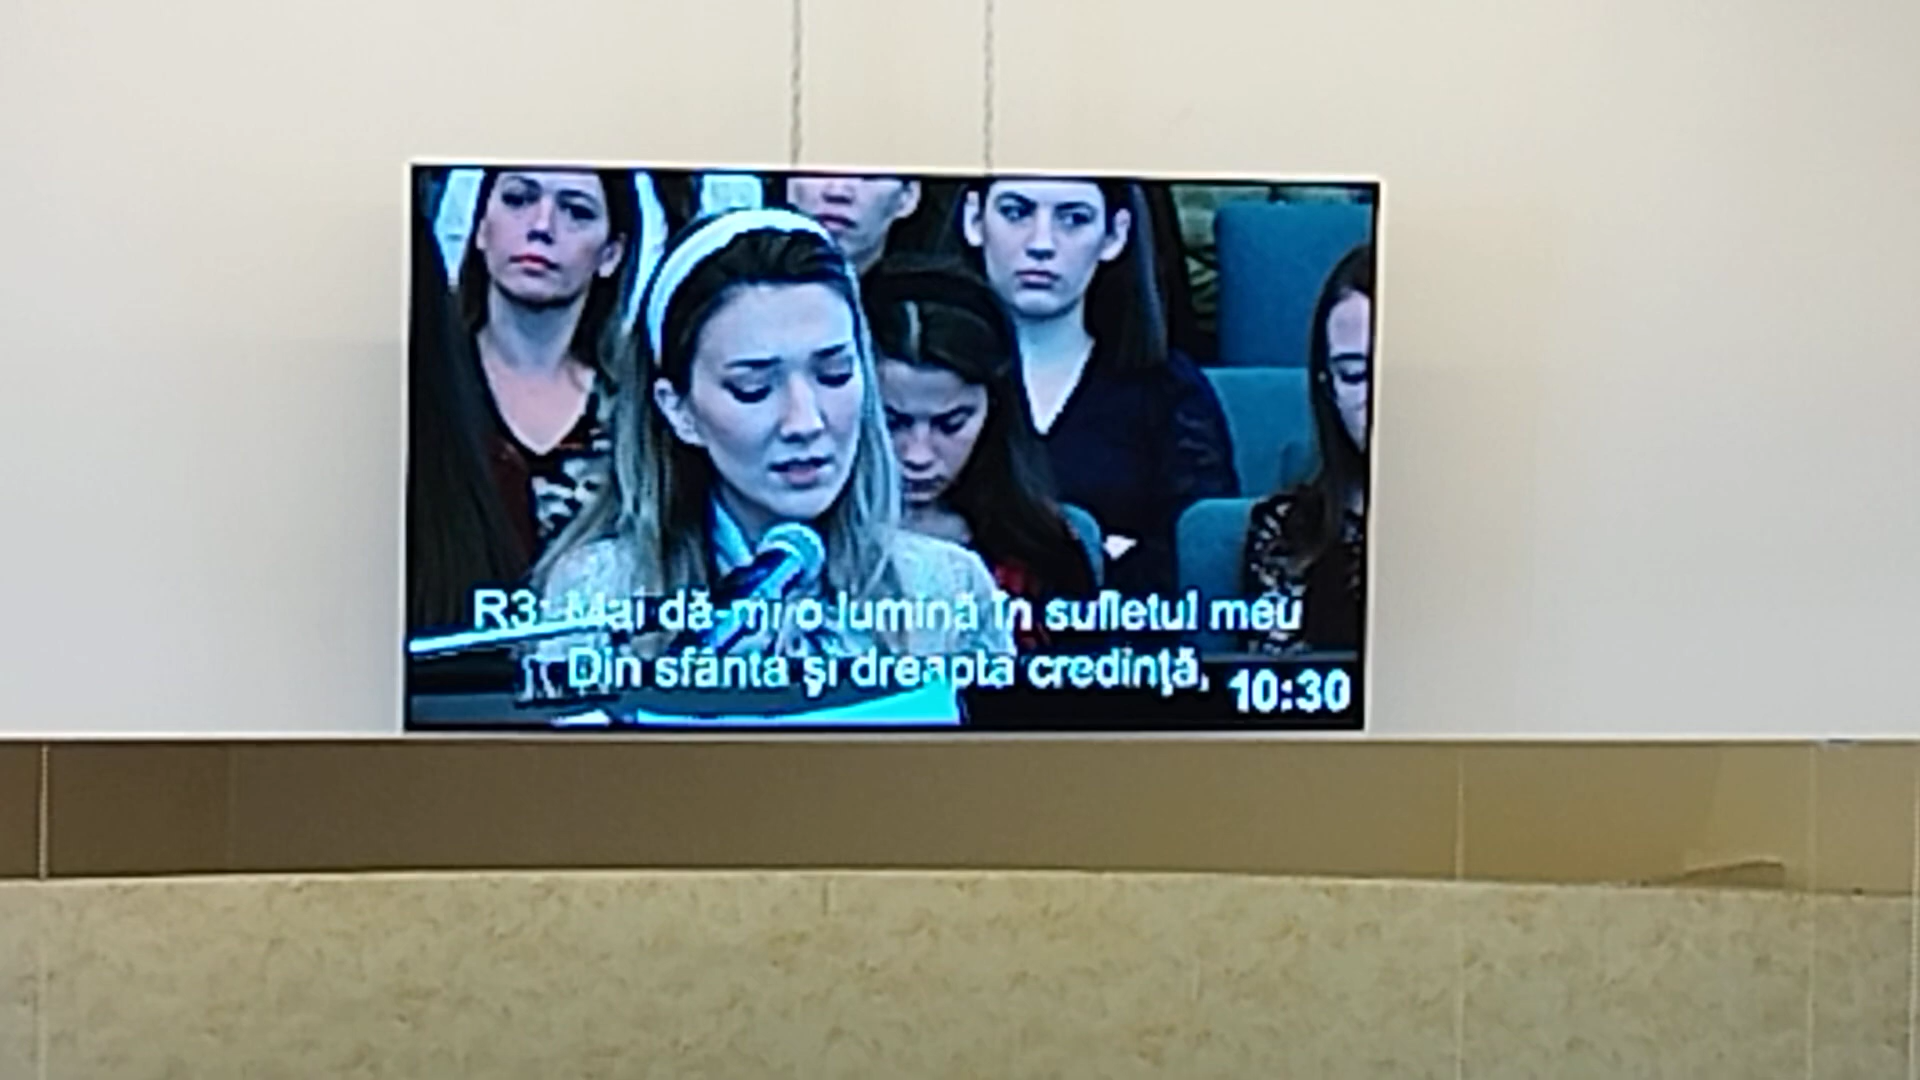 R3: Mai dă-mi o lumină în sufletul meu
Din sfânta și dreapta credință,
10:30